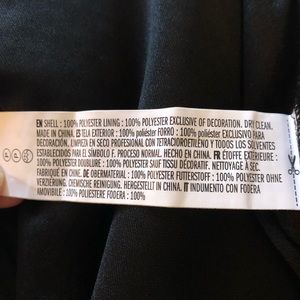 EN SHELL : 100% POLYESTER LINING : 100% POLYESTER EXCLUSIVE OF DECORATION, DRY CLEAN.
MADE IN CHINA. ES TELA EXTERIOR : 100% poliéster FORRO : 100% poliéster EXCLUSIVO PARA
DECORACIÓN, LIMPIEZA EN SECO PROFESIONAL CON TETRACLOROETILENO Y TODOS LOS SOLVENTES
ESTABLECIDOS PARA EL SÍMBOLO F. PROCESO NORMAL. HECHO EN CHINA. FR ÉTOFFE EXTÉRIEURE :
100% POLYESTER DOUBLURE : 100% POLYESTER SAUF TISSU DÉCORATIF, NETTOYAGE À SEC.
FABRIQUÉ EN CHINE. DE OBERMATERIAL : 100% POLYESTER FUTTERSTOFF : 100% POLYESTER OHNE
VERZIERUNG. CHEMISCHE REINIGUNG. HERGESTELLT IN CHINA. IT INDUMENTO CON FODERA
AMOVIBILE : 100% POLIESTERE FODERA : 100%